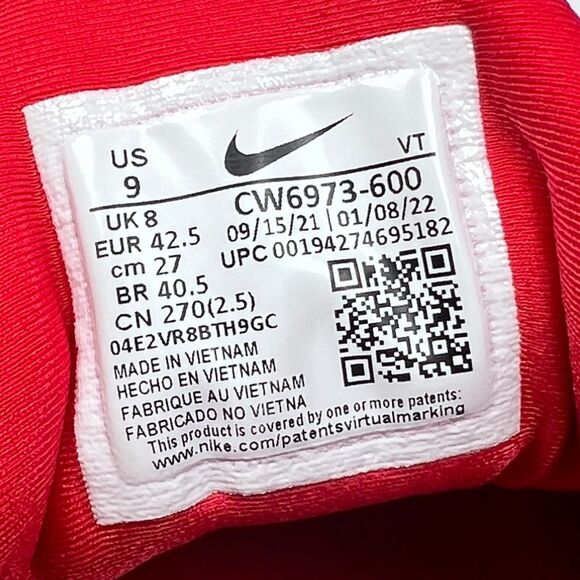 US
9
VT
UK 8
CW6973-600
EUR 42.5
09/15/21 | 01/08/22
cm 27
UPC 00194274695182
BR 40.5
CN 270(2.5)
04E2VR8BTH9GC
MADE IN VIETNAM
HECHO EN VIETNAM
FABRIQUE AU VIETNAM
FABRICADO NO VIETNA
This product is covered by one or more patents:
www.nike.com/patentsvirtualmarking